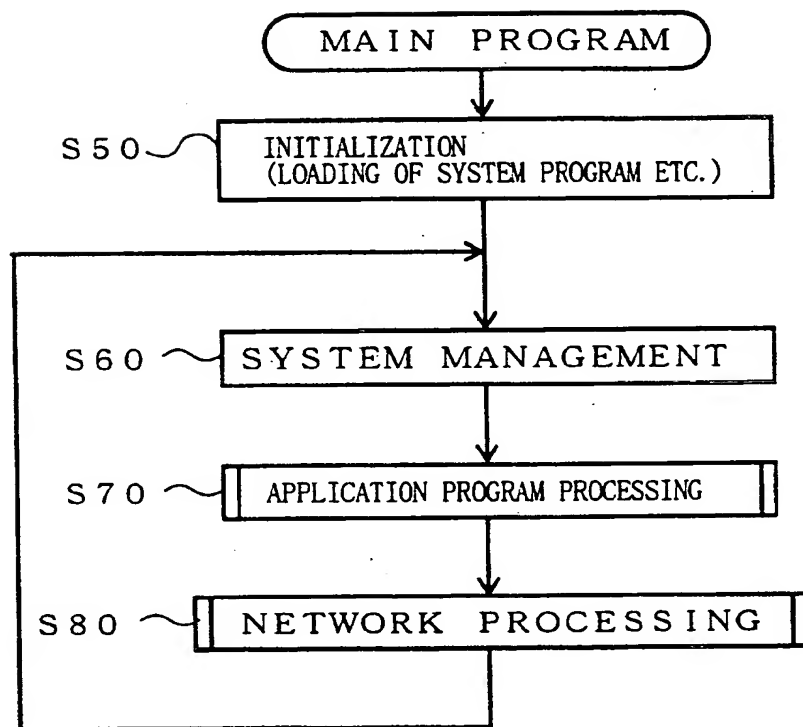 MAIN PROGRAM
S50
INITIALIZATION
(LOADING OF SYSTEM PROGRAM ETC.)
S60
SYSTEM MANAGEMENT
S70
APPLICATION PROGRAM PROCESSING
S80
NETWORK PROCESSING